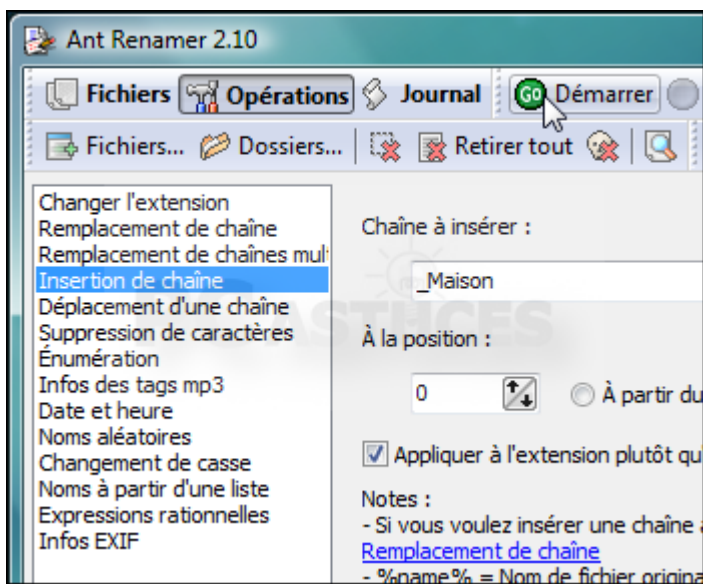 Ant Renamer 2.10
Fichiers Opérations Journal GO Démarrer
Fichiers... Dossiers... Retirer tout
Changer l'extension
Remplacement de chaîne
Remplacement de chaînes mul
Insertion de chaîne
Déplacement d'une chaîne
Suppression de caractères
Énumération
Infos des tags mp3
Date et heure
Noms aléatoires
Changement de casse
Noms à partir d'une liste
Expressions rationnelles
Infos EXIF
Chaîne à insérer :
_Maison
À la position :
0 À partir du
Appliquer à l'extension plutôt qu'
Notes :
- Si vous voulez insérer une chaîne
Remplacement de chaîne
- %name% = Nom de fichier origina
PC ASTUCES